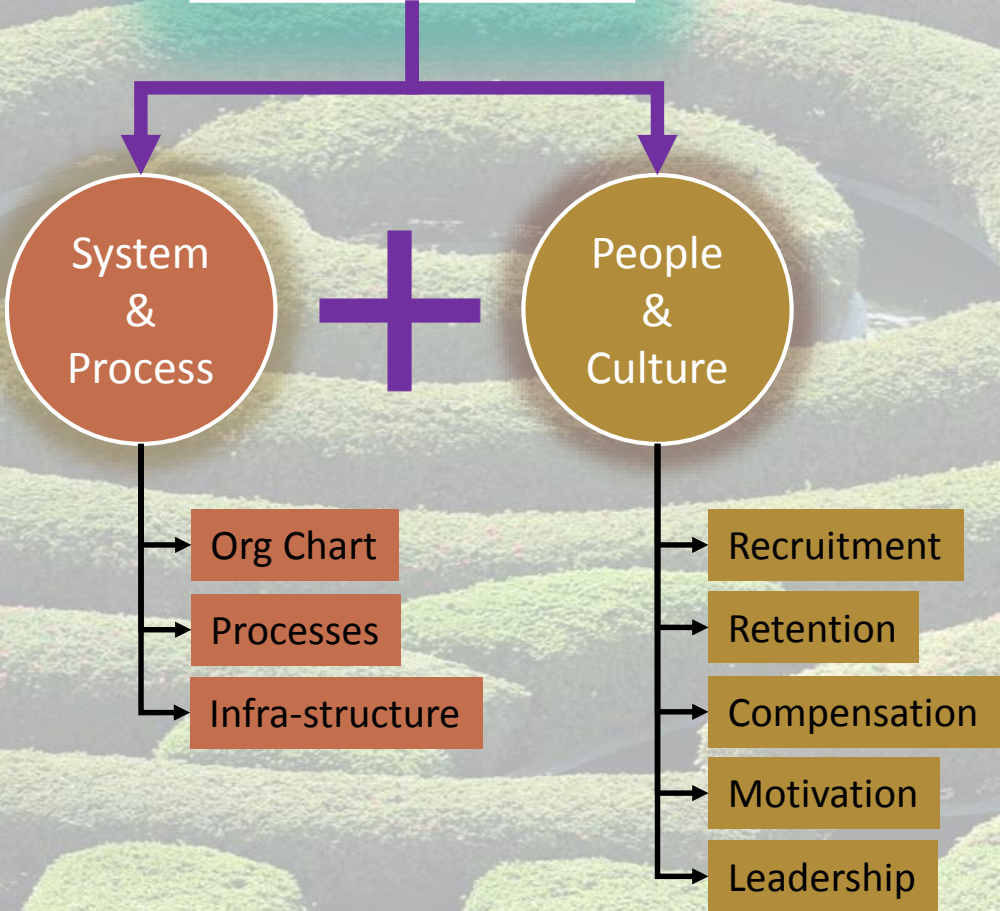 System
&
Process
People
&
Culture
Org Chart
Processes
Infra-structure
Recruitment
Retention
Compensation
Motivation
Leadership